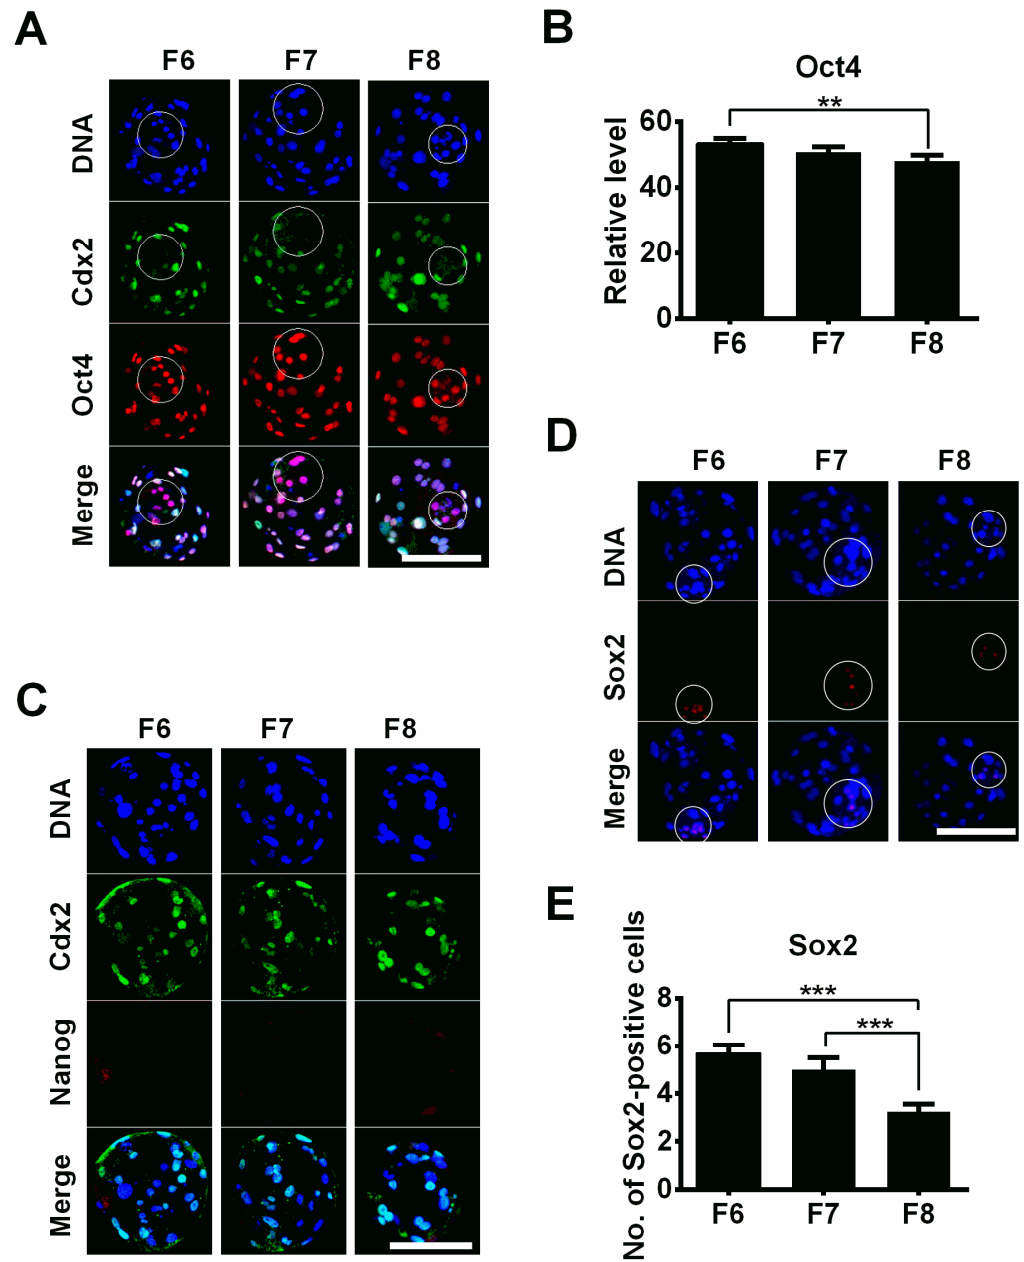 A
F6 F7 F8
DNA
Cdx2
Oct4
Merge
B
Oct4
**
Relative level
60
40
20
0
F6 F7 F8
C
F6 F7 F8
DNA
Cdx2
Nanog
Merge
D
F6 F7 F8
DNA
Sox2
Merge
E
Sox2
***
***
No. of Sox2-positive cells
8
6
4
2
0
F6 F7 F8